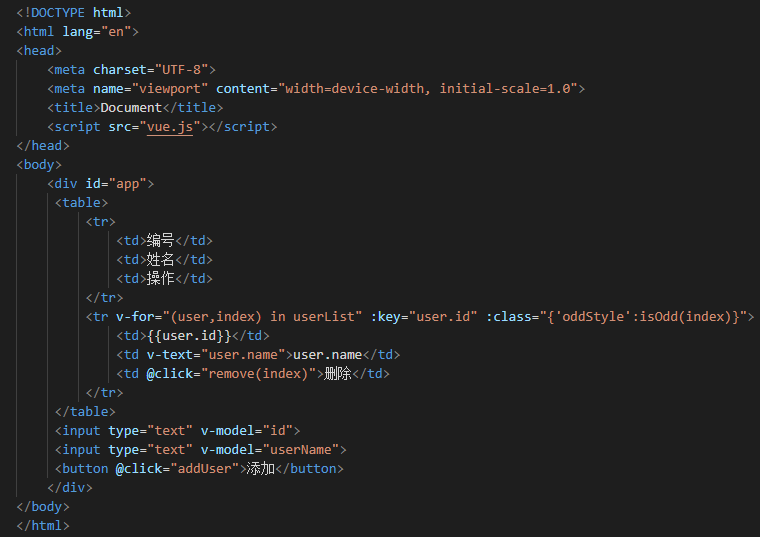 <!DOCTYPE html>
<html lang="en">
<head>
    <meta charset="UTF-8">
    <meta name="viewport" content="width=device-width, initial-scale=1.0">
    <title>Document</title>
    <script src="vue.js"></script>
</head>
<body>
    <div id="app">
     <table>
         <tr>
             <td>编号</td>
             <td>姓名</td>
             <td>操作</td>
         </tr>
         <tr v-for="(user,index) in userList" :key="user.id" :class="{'oddStyle':isOdd(index)}">
             <td>{{user.id}}</td>
             <td v-text="user.name">user.name</td>
             <td @click="remove(index)">删除</td>
         </tr>
     </table>
     <input type="text" v-model="id">
     <input type="text" v-model="userName">
     <button @click="addUser">添加</button>
    </div>
</body>
</html>